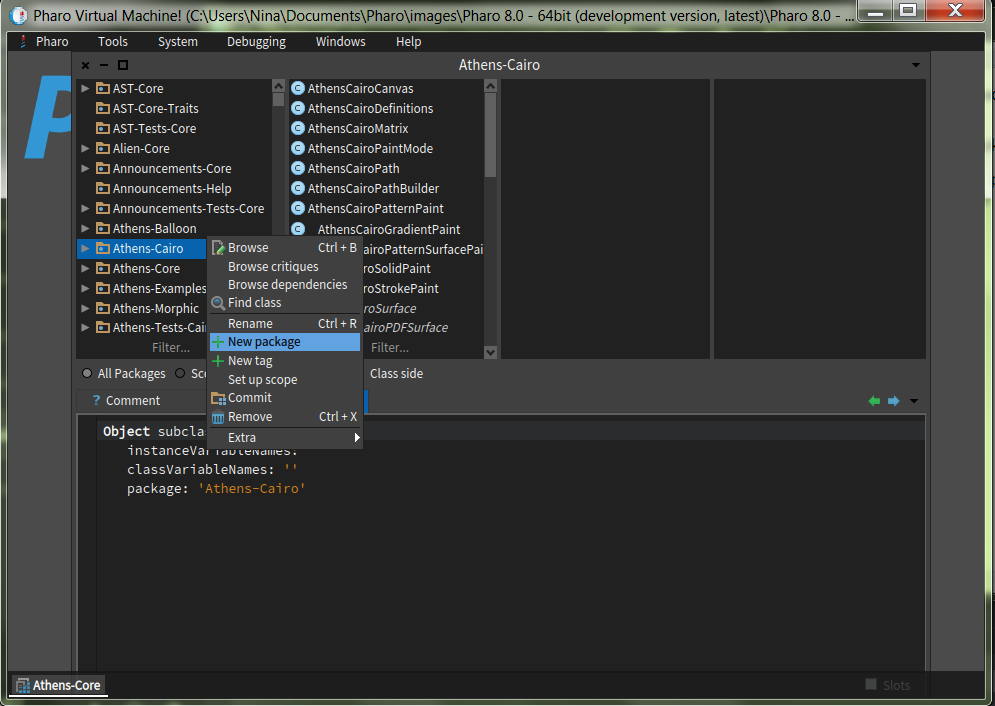 Pharo Virtual Machine! (C:\Users\Nina\Documents\Pharo\images\Pharo 8.0 - 64bit (development version, latest)\Pharo 8.0 - ...
Pharo Tools System Debugging Windows Help
Athens-Cairo
P
AST-Core
AST-Core-Traits
AST-Tests-Core
Alien-Core
Announcements-Core
Announcements-Help
Announcements-Tests-Core
Athens-Balloon
Athens-Cairo
Athens-Core
Athens-Examples
Athens-Morphic
Athens-Tests-Cai
Filter...
AthensCairoCanvas
AthensCairoDefinitions
AthensCairoMatrix
AthensCairoPaintMode
AthensCairoPath
AthensCairoPathBuilder
AthensCairoPatternPaint
AthensCairoGradientPaint
airoPatternSurfacePai
roSolidPaint
roStrokePaint
roSurface
airoPDFSurface
Filter...
Browse Ctrl + B
Browse critiques
Browse dependencies
Find class
Rename Ctrl + R
New package
New tag
Set up scope
Commit
Remove Ctrl + X
Extra
All Packages Sco Class side
? Comment
Object subcla
instanceVariableNames:
classVariableNames: ''
package: 'Athens-Cairo'
Athens-Core
Slots